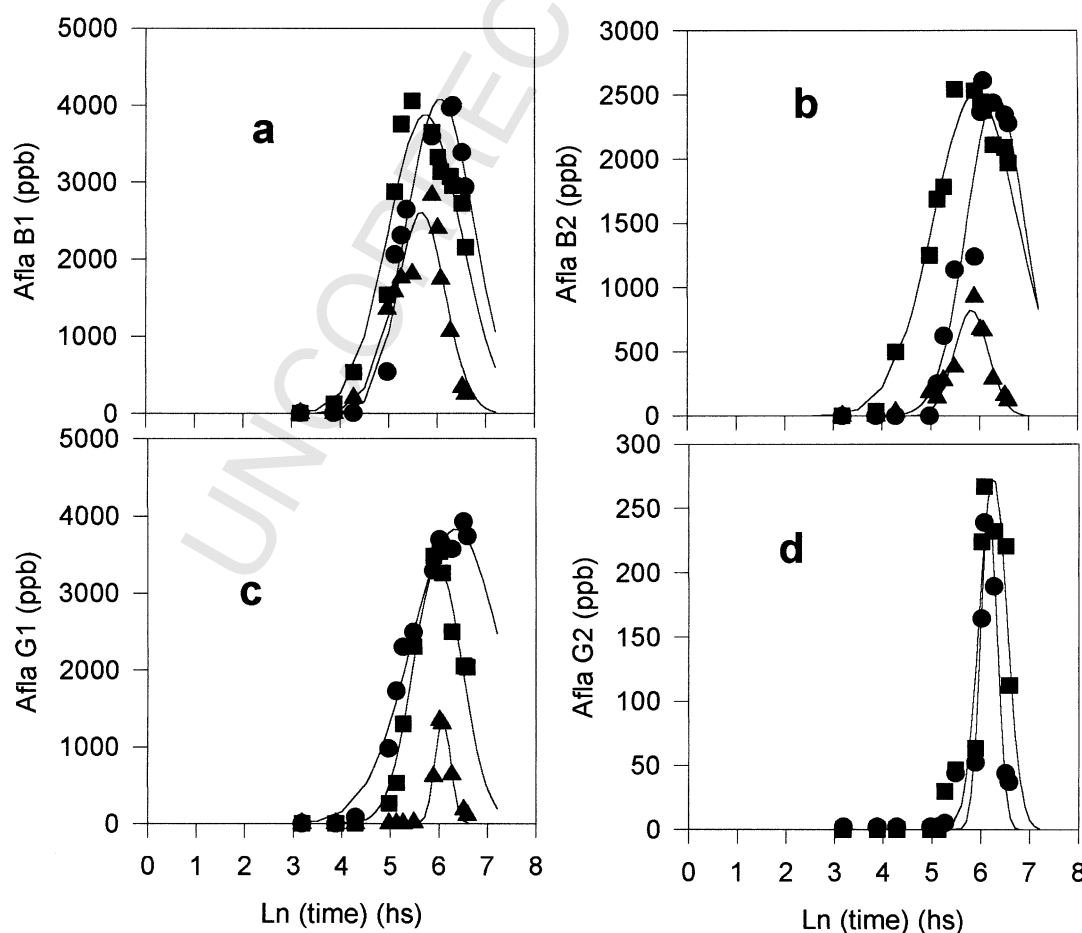 5000
4000
3000
2000
1000
0
Afla B1 (ppb)
a
3000
2500
2000
1500
1000
500
0
Afla B2 (ppb)
b
5000
4000
3000
2000
1000
0
Afla G1 (ppb)
c
0 1 2 3 4 5 6 7 8
Ln (time) (hs)
300
250
200
150
100
50
0
Afla G2 (ppb)
d
0 1 2 3 4 5 6 7 8
Ln (time) (hs)
UNCORREC